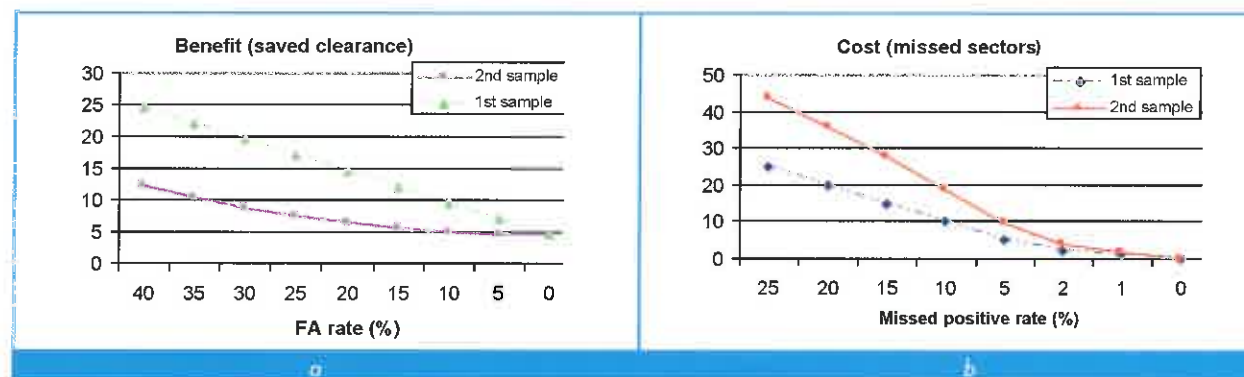 Benefit (saved clearance)
30
25
20
15
10
5
0
2nd sample
1st sample
40 35 30 25 20 15 10 5 0
FA rate (%)
a
Cost (missed sectors)
50
40
30
20
10
0
1st sample
2nd sample
25 20 15 10 5 2 1 0
Missed positive rate (%)
b